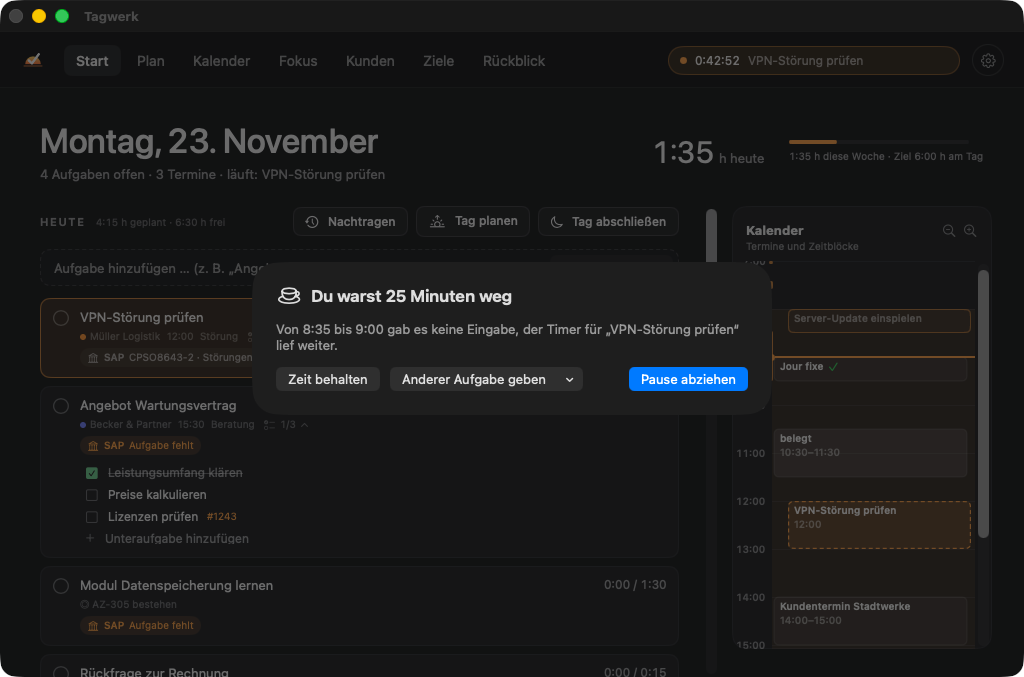 Tagwerk
Start Plan Kalender Fokus Kunden Ziele Rückblick
0:42:52 VPN-Störung prüfen
Montag, 23. November
4 Aufgaben offen · 3 Termine · läuft: VPN-Störung prüfen
1:35 h heute
1:35 h diese Woche · Ziel 6:00 h am Tag
HEUTE 4:15 h geplant · 6:30 h frei
Nachtragen
Tag planen
Tag abschließen
Aufgabe hinzufügen ... (z. B. „Ange
VPN-Störung prüfen
Müller Logistik 12:00 Störung
SAP CPSO8643-2 · Störungen
Du warst 25 Minuten weg
Von 8:35 bis 9:00 gab es keine Eingabe, der Timer für „VPN-Störung prüfen“
lief weiter.
Zeit behalten
Anderer Aufgabe geben
Pause abziehen
Angebot Wartungsvertrag
Becker & Partner 15:30 Beratung 1/3
SAP Aufgabe fehlt
Leistungsumfang klären
Preise kalkulieren
Lizenzen prüfen #1243
+ Unteraufgabe hinzufügen
Modul Datenspeicherung lernen 0:00 / 1:30
AZ-305 bestehen
SAP Aufgabe fehlt
Rückfrage zur Rechnung 0:00 / 0:15
Kalender
Termine und Zeitblöcke
7:00
Server-Update einspielen
Jour fixe
belegt
10:30–11:30
11:00
12:00
VPN-Störung prüfen
12:00
13:00
14:00
Kundentermin Stadtwerke
14:00–15:00
15:00